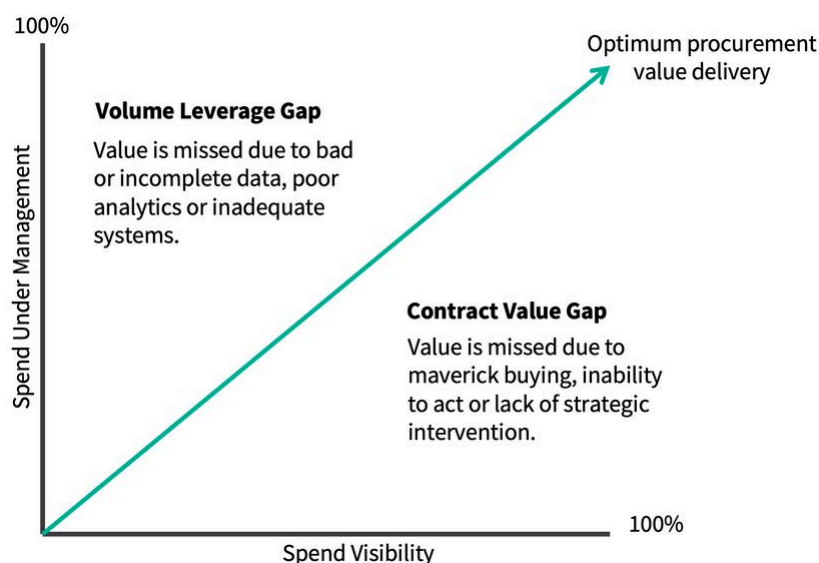 100%
Optimum procurement
value delivery
Volume Leverage Gap
Value is missed due to bad
or incomplete data, poor
analytics or inadequate
systems.
Spend Under Management
Contract Value Gap
Value is missed due to
maverick buying, inability
to act or lack of strategic
intervention.
100%
Spend Visibility